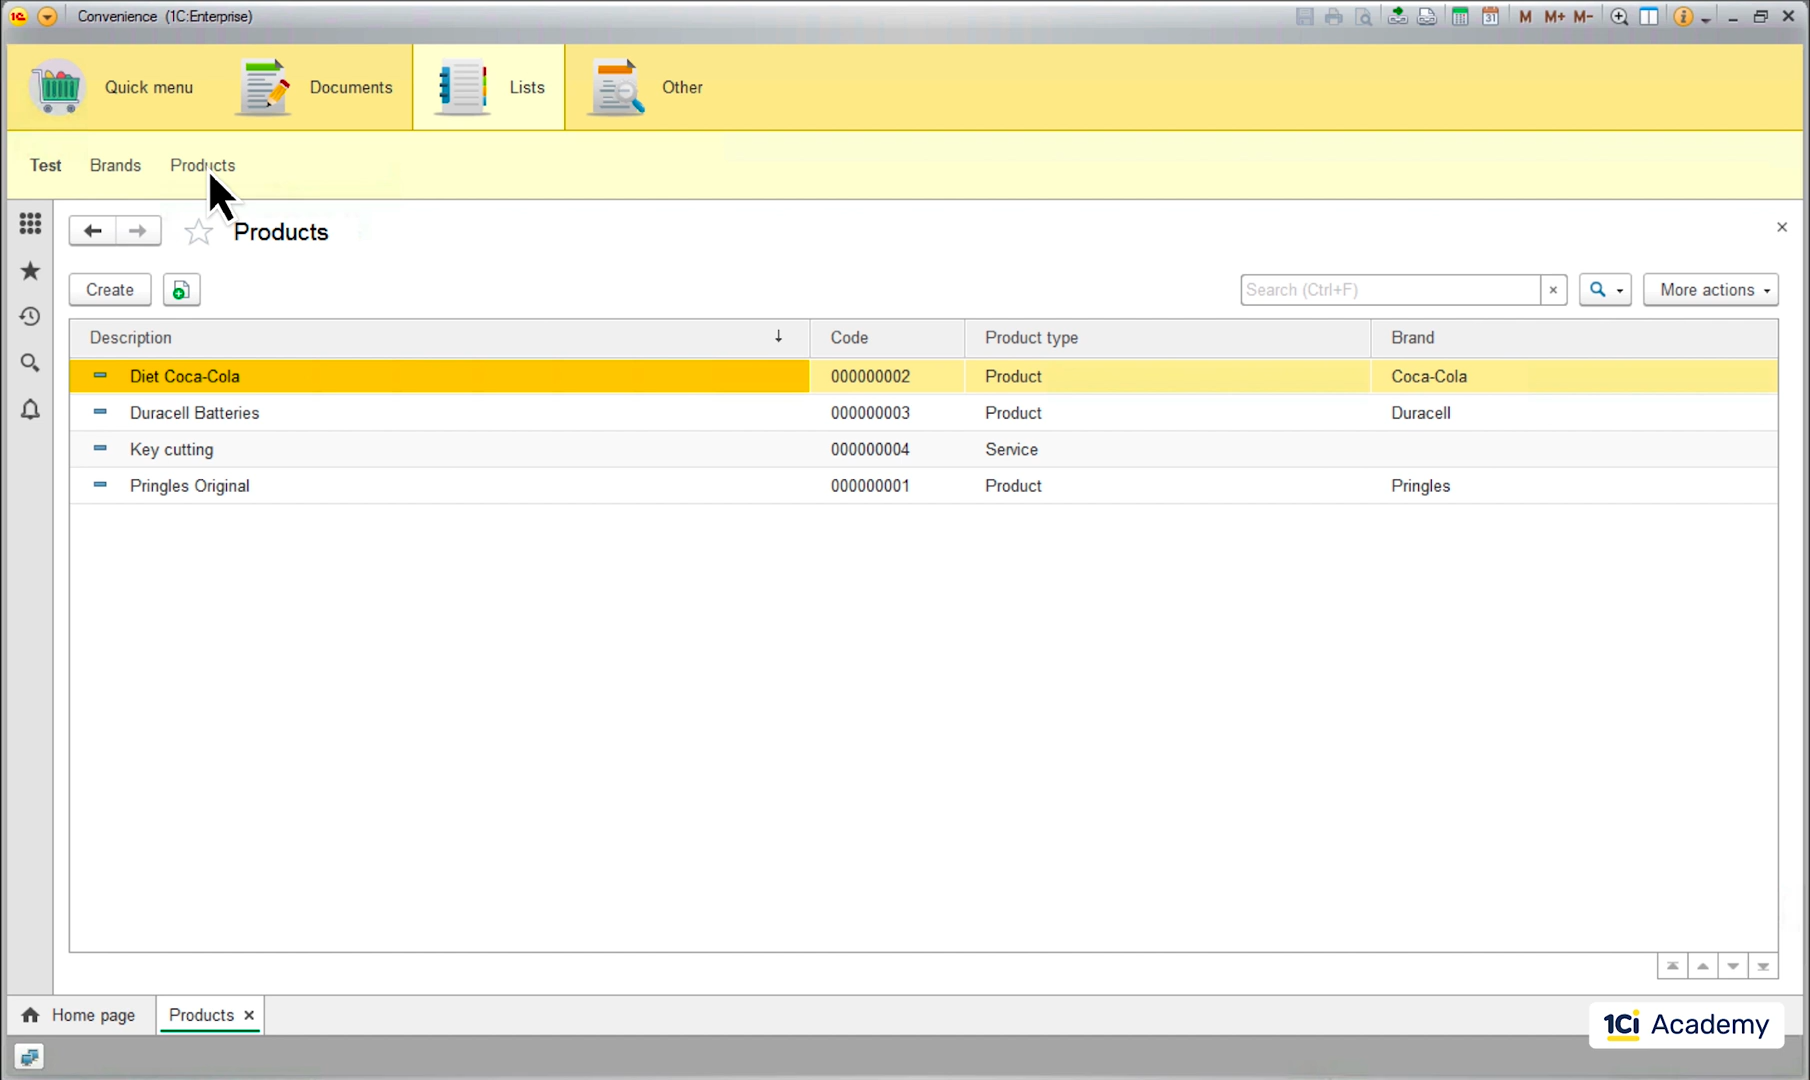 Convenience (1C:Enterprise)
M M+ M-
Quick menu Documents Lists Other
Test Brands Products
Products
Create Search (Ctrl+F) More actions
Description Code Product type Brand
Diet Coca-Cola 000000002 Product Coca-Cola
Duracell Batteries 000000003 Product Duracell
Key cutting 000000004 Service
Pringles Original 000000001 Product Pringles
Home page Products
1Ci Academy